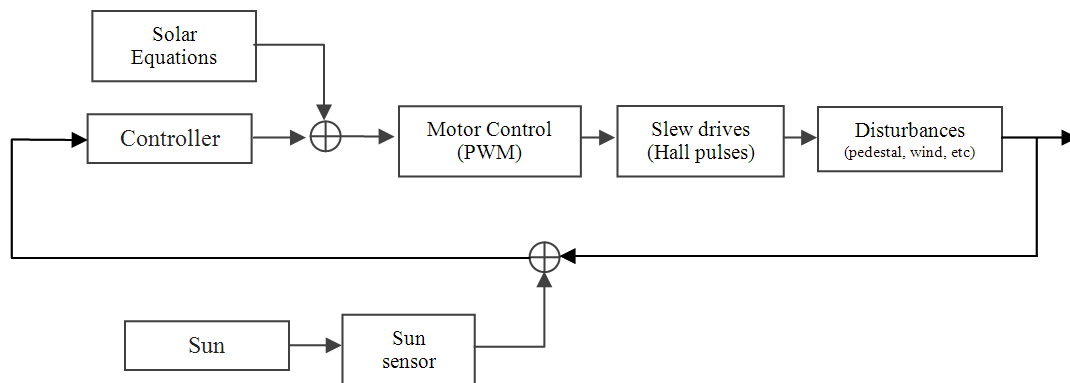 Solar
Equations
Controller
Motor Control
(PWM)
Slew drives
(Hall pulses)
Disturbances
(pedestal, wind, etc)
Sun
Sun
sensor